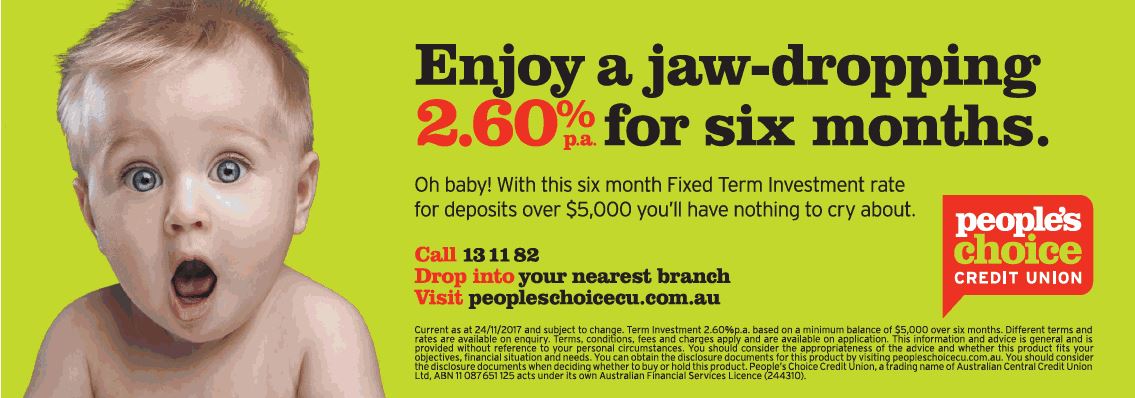 Enjoy a jaw-dropping
2.60% p.a. for six months.
Oh baby! With this six month Fixed Term Investment rate
for deposits over $5,000 you'll have nothing to cry about.
people's
choice
CREDIT UNION
Call 13 11 82
Drop into your nearest branch
Visit peopleschoicecu.com.au
Current as at 24/11/2017 and subject to change. Term Investment 2.60%p.a. based on a minimum balance of $5,000 over six months. Different terms and
rates are available on enquiry. Terms, conditions, fees and charges apply and are available on application. This information and advice is general and is
provided without reference to your personal circumstances. You should consider the appropriateness of the advice and whether this product fits your
objectives, financial situation and needs. You can obtain the disclosure documents for this product by visiting peopleschoicecu.com.au. You should consider
the disclosure documents when deciding whether to buy or hold this product. People's Choice Credit Union, a trading name of Australian Central Credit Union
Ltd, ABN 11 087 651 125 acts under its own Australian Financial Services Licence (244310).